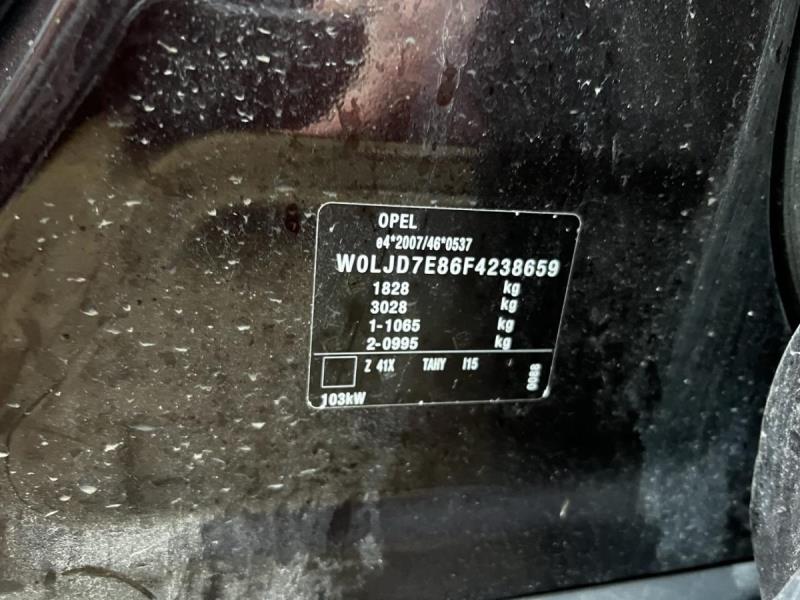 OPEL
e4*2007/46*0537
W0LJD7E86F4238659
1828 kg
3028 kg
1-1065 kg
2-0995 kg
Z 41X TAHY I15 0088
103kW